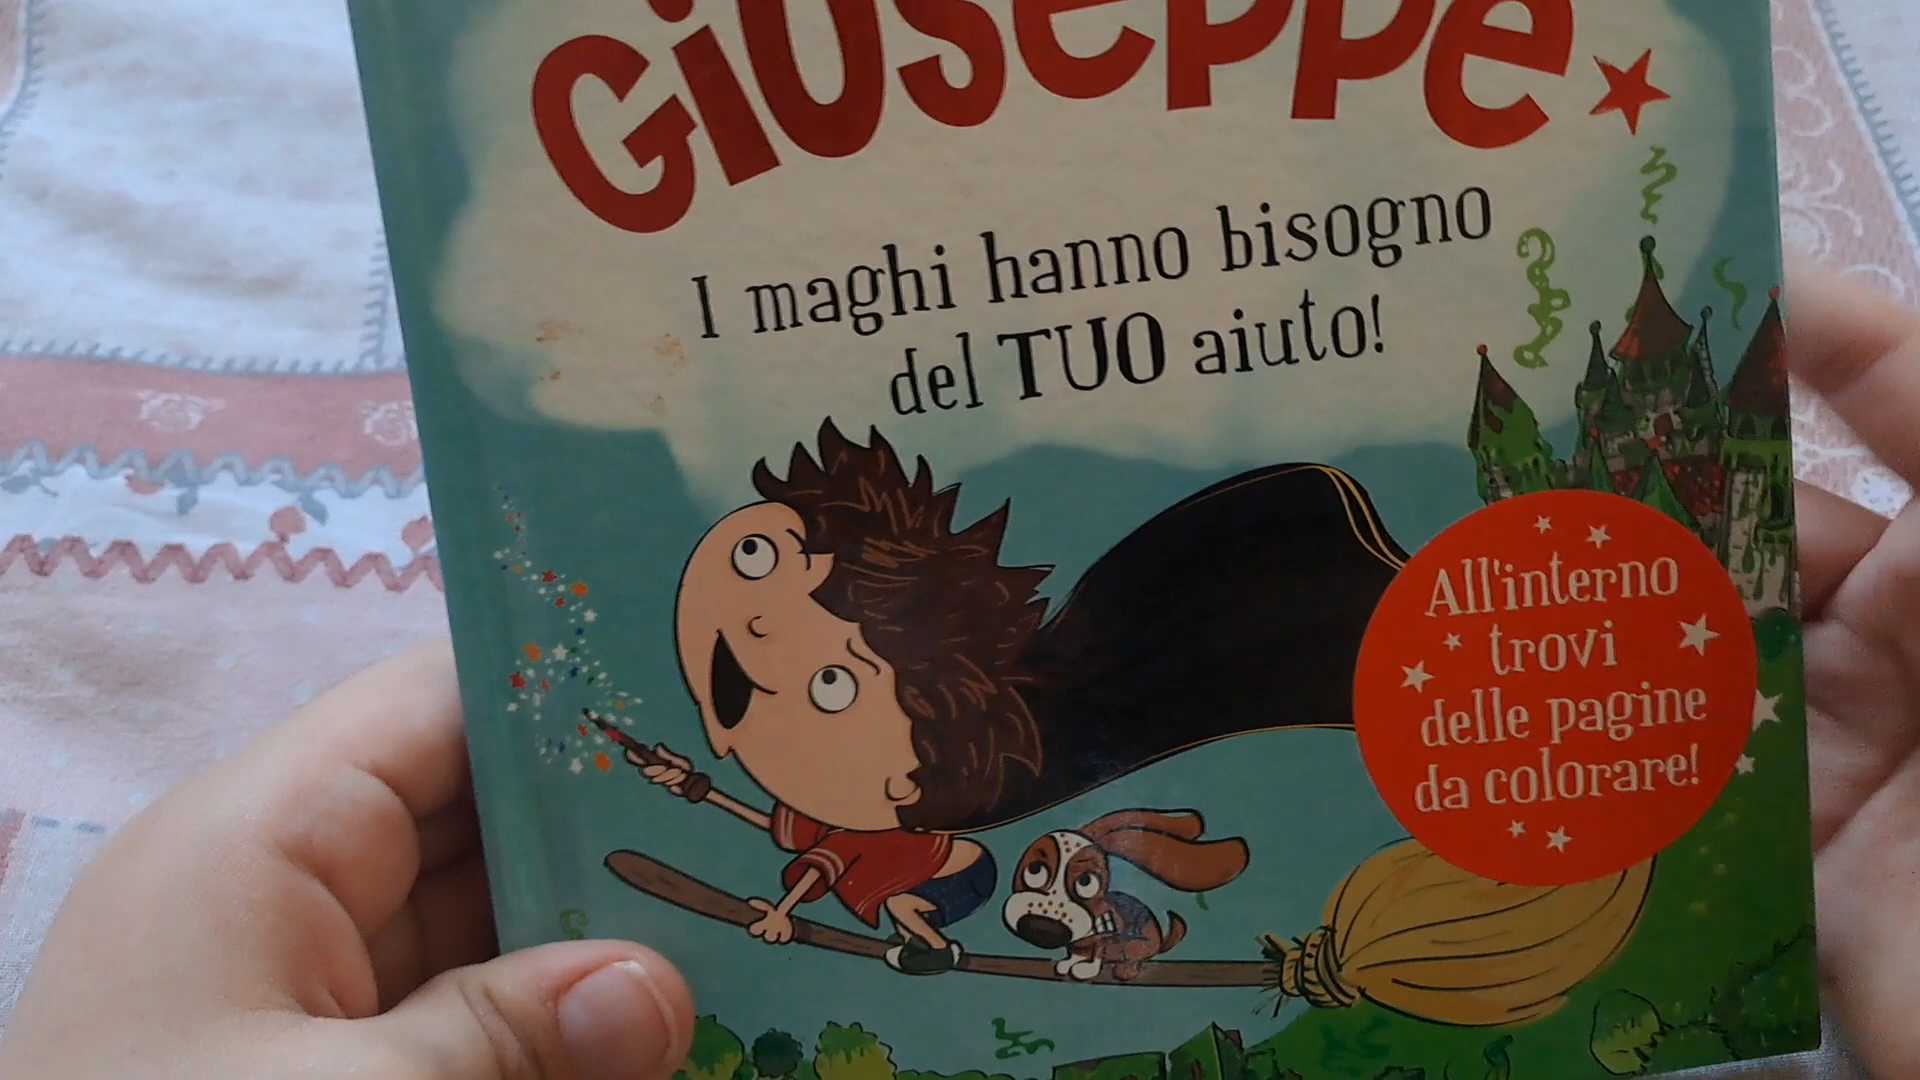 Giuseppe
I maghi hanno bisogno
del TUO aiuto!
All'interno
trovi
delle pagine
da colorare!